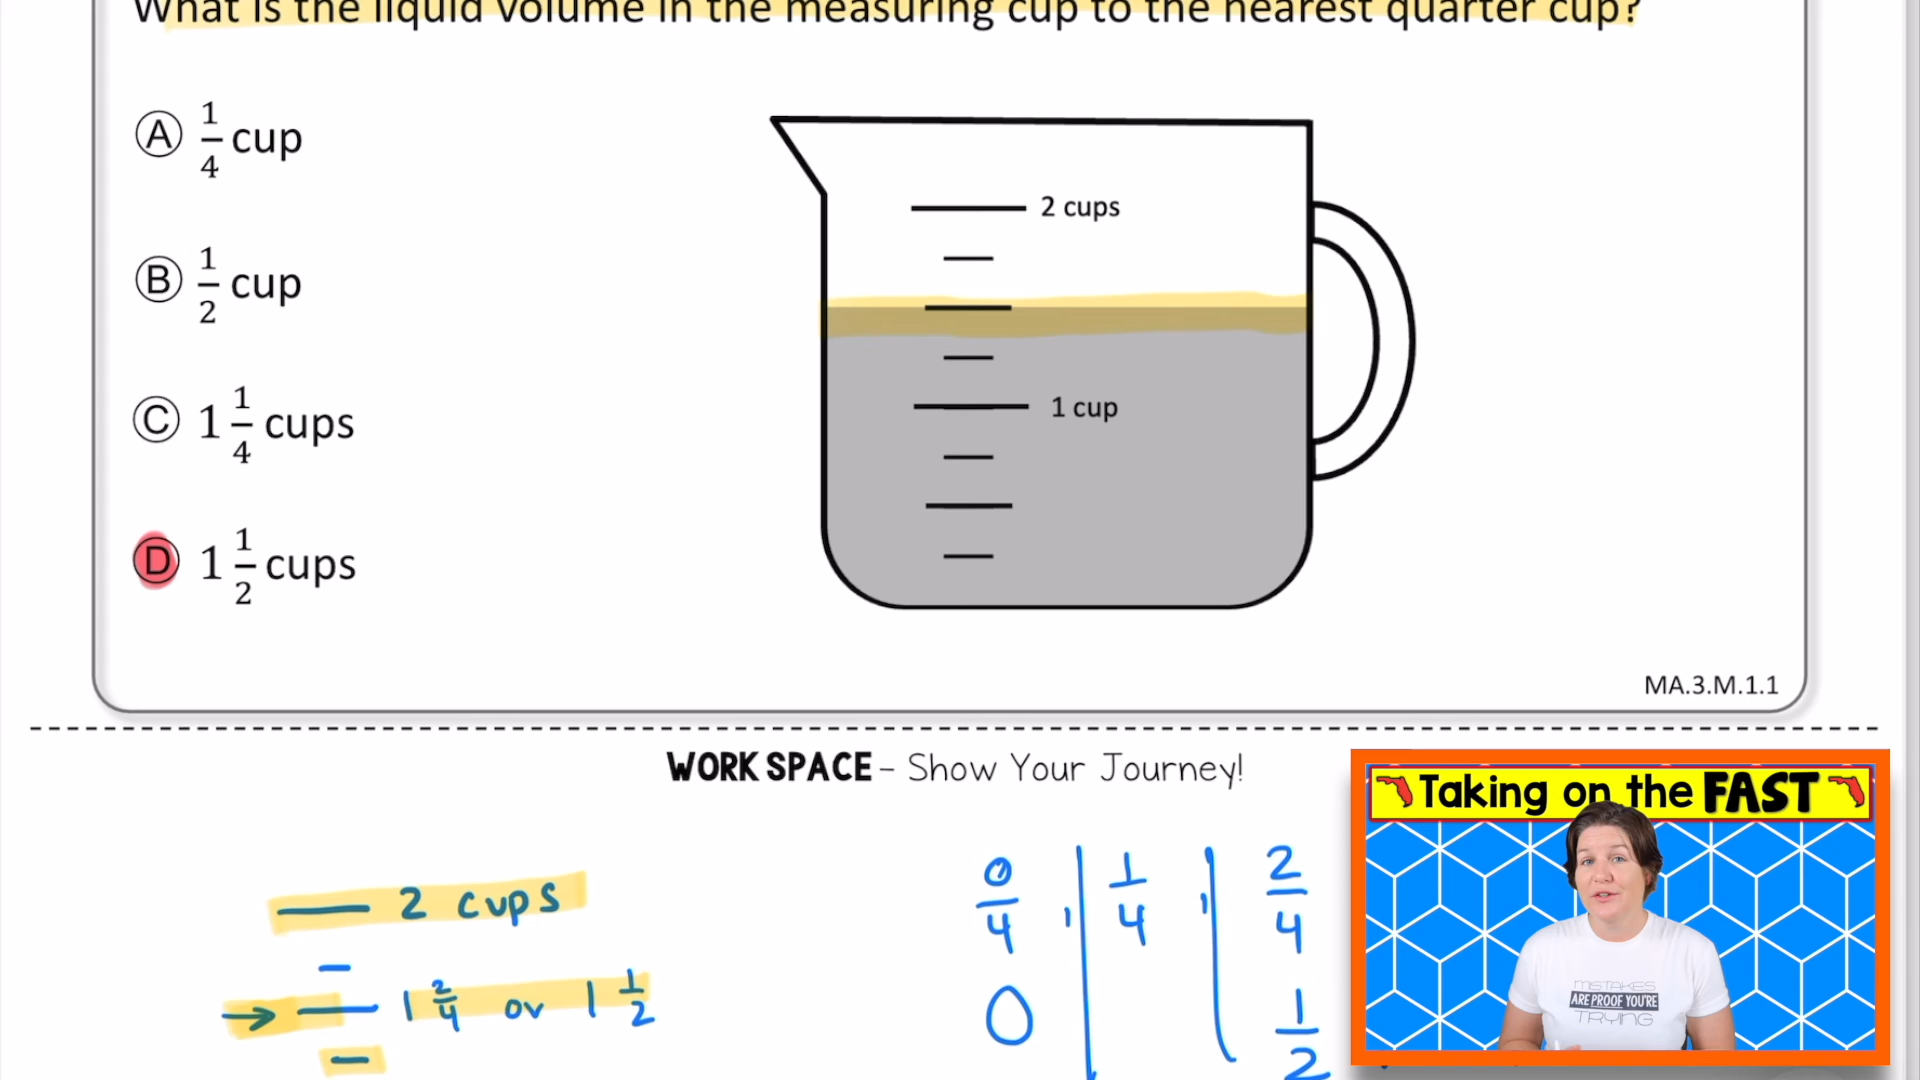 What is the liquid volume in the measuring cup to the nearest quarter cup?
Ⓐ 1/4 cup
Ⓑ 1/2 cup
Ⓒ 1 1/4 cups
Ⓓ 1 1/2 cups
2 cups
1 cup
MA.3.M.1.1
WORK SPACE - Show Your Journey!
2 cups
→ 1 2/4 or 1 1/2
0/4, 1/4, 2/4
0 1/2
Taking on the FAST
MISTAKES
ARE PROOF YOU'RE
TRYING